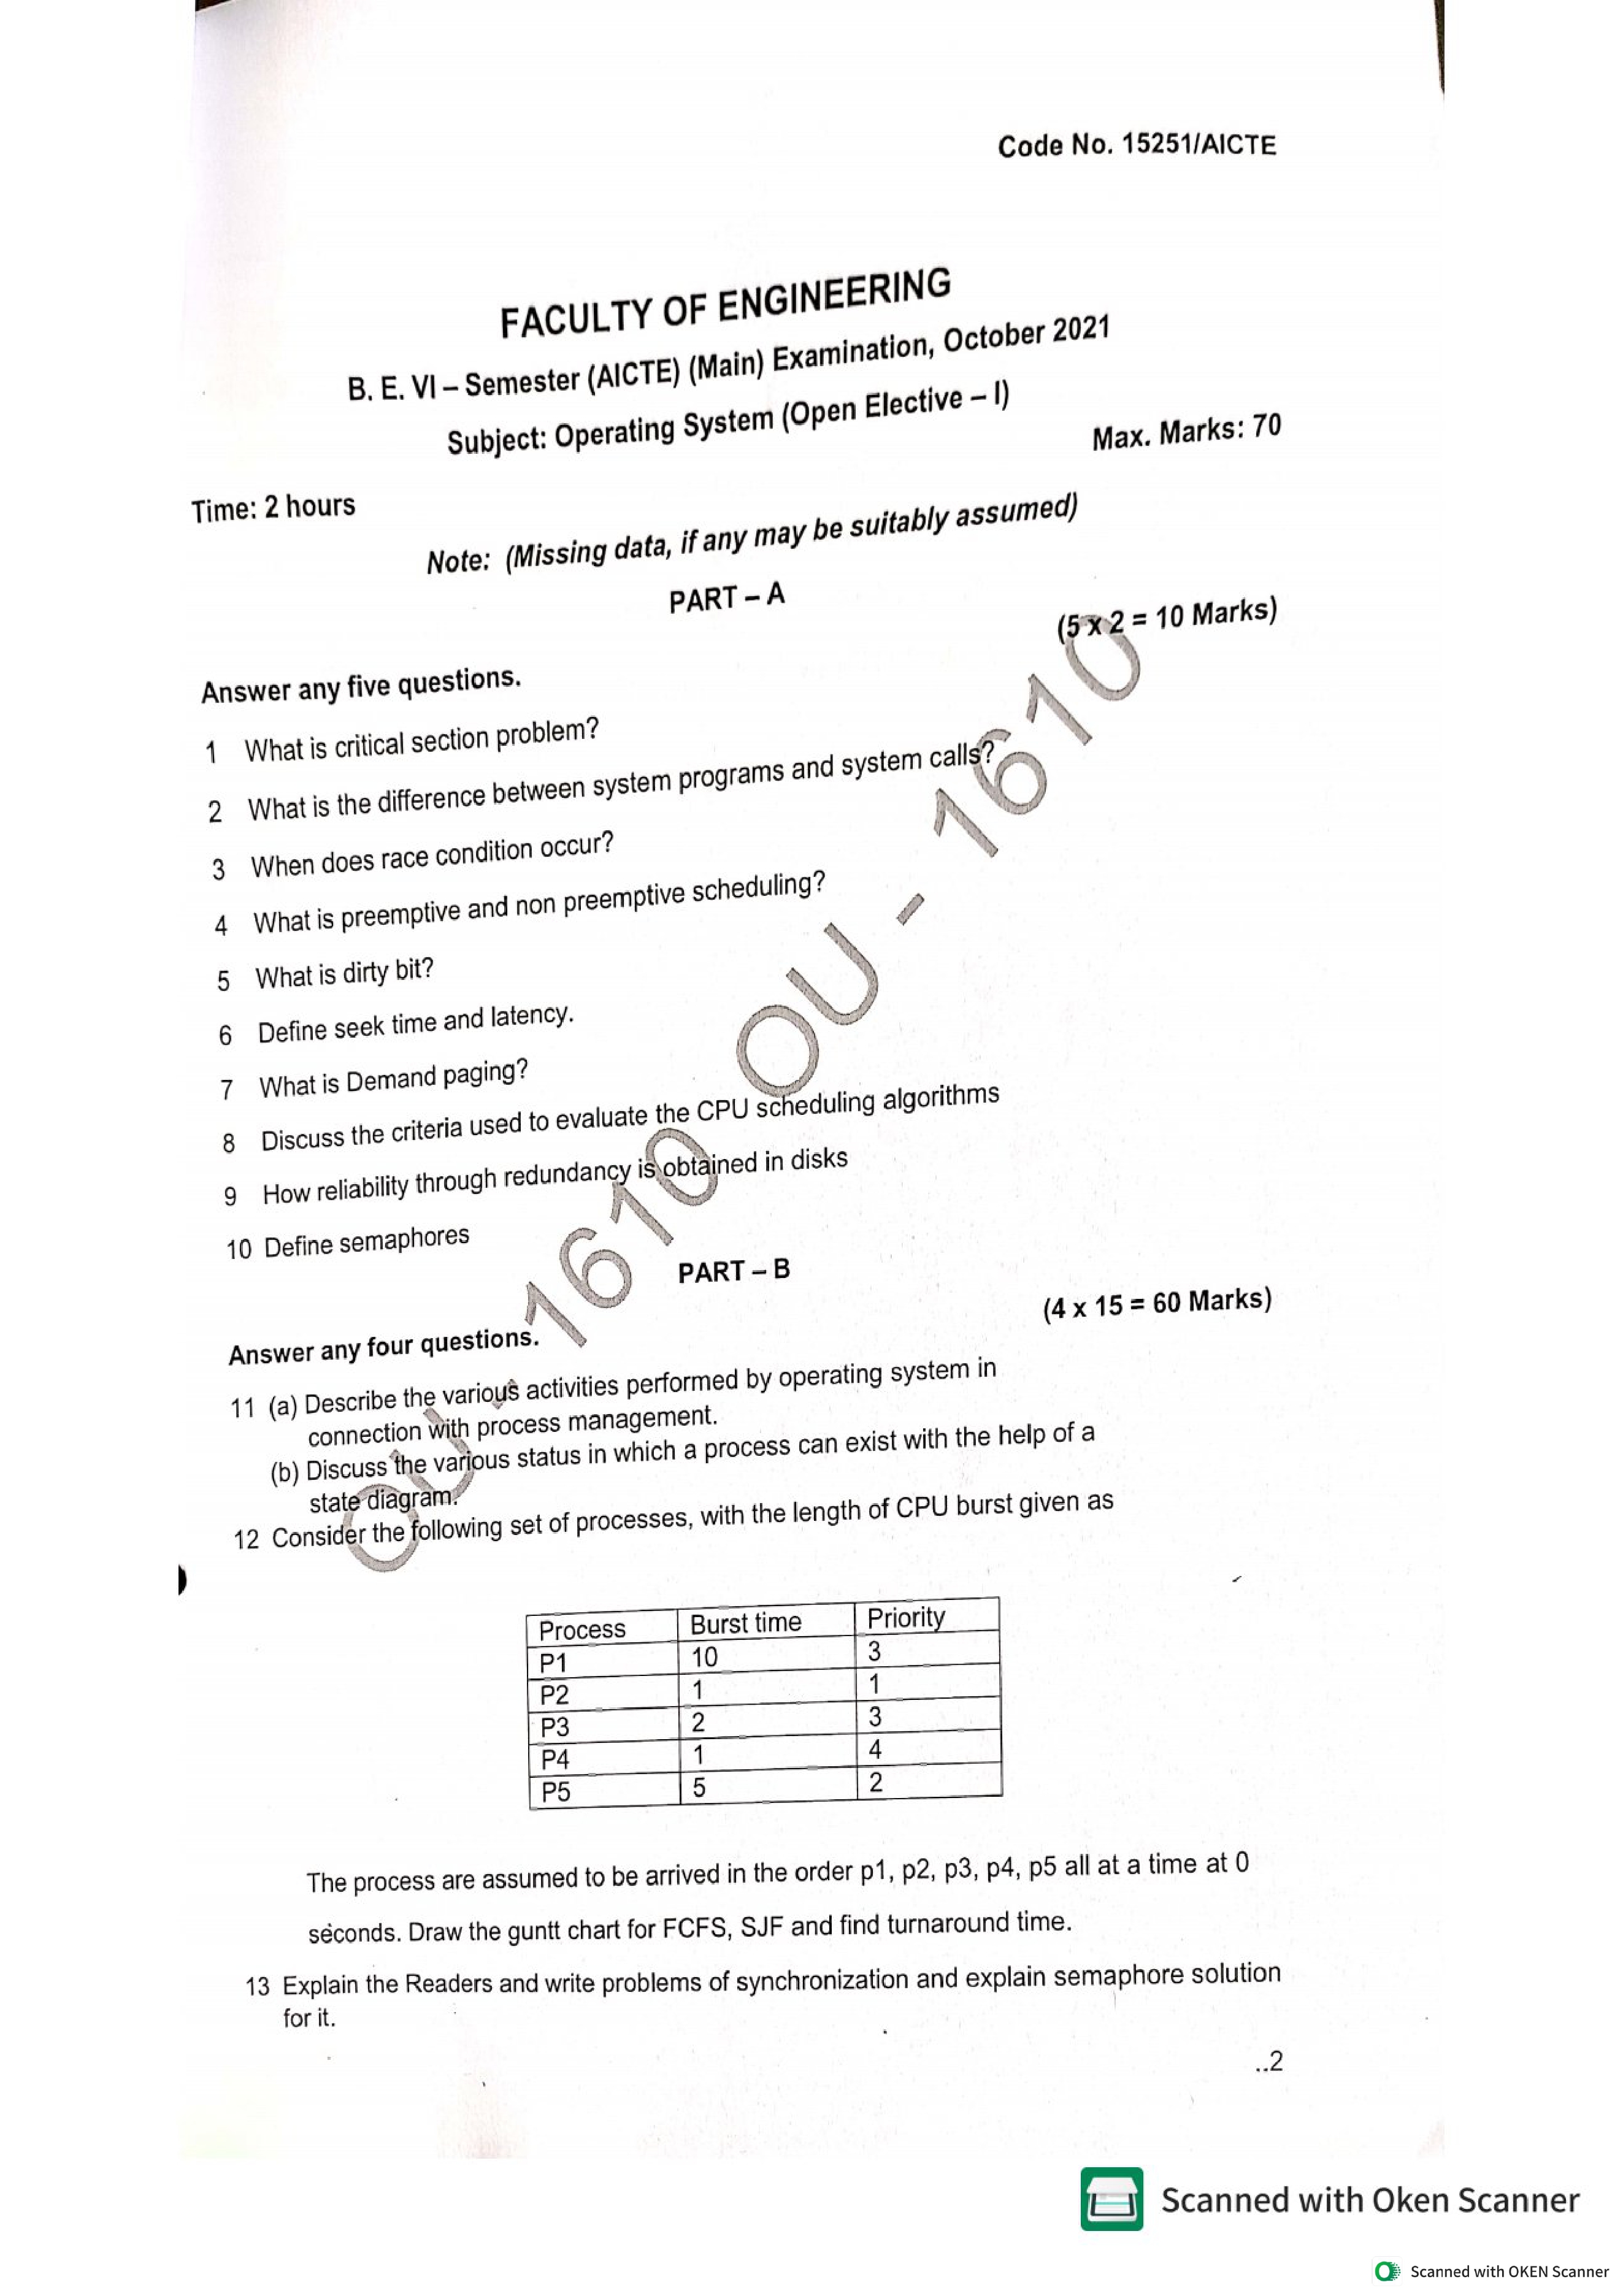 Code No. 15251/AICTE
FACULTY OF ENGINEERING
B. E. VI – Semester (AICTE) (Main) Examination, October 2021
Subject: Operating System (Open Elective – I)
Max. Marks: 70
Time: 2 hours
Note: (Missing data, if any may be suitably assumed)
PART – A
(5 x 2 = 10 Marks)
Answer any five questions.
1 What is critical section problem?
2 What is the difference between system programs and system calls?
3 When does race condition occur?
4 What is preemptive and non preemptive scheduling?
5 What is dirty bit?
6 Define seek time and latency.
7 What is Demand paging?
8 Discuss the criteria used to evaluate the CPU scheduling algorithms
9 How reliability through redundancy is obtained in disks
10 Define semaphores
OU - 1610 OU - 1610
PART – B
(4 x 15 = 60 Marks)
Answer any four questions.
11 (a) Describe the various activities performed by operating system in
connection with process management.
(b) Discuss the various status in which a process can exist with the help of a
state diagram.
12 Consider the following set of processes, with the length of CPU burst given as
Process Burst time Priority
P1 10 3
P2 1 1
P3 2 3
P4 1 4
P5 5 2
The process are assumed to be arrived in the order p1, p2, p3, p4, p5 all at a time at 0
seconds. Draw the guntt chart for FCFS, SJF and find turnaround time.
13 Explain the Readers and write problems of synchronization and explain semaphore solution
for it.
..2
Scanned with Oken Scanner
Scanned with OKEN Scanner